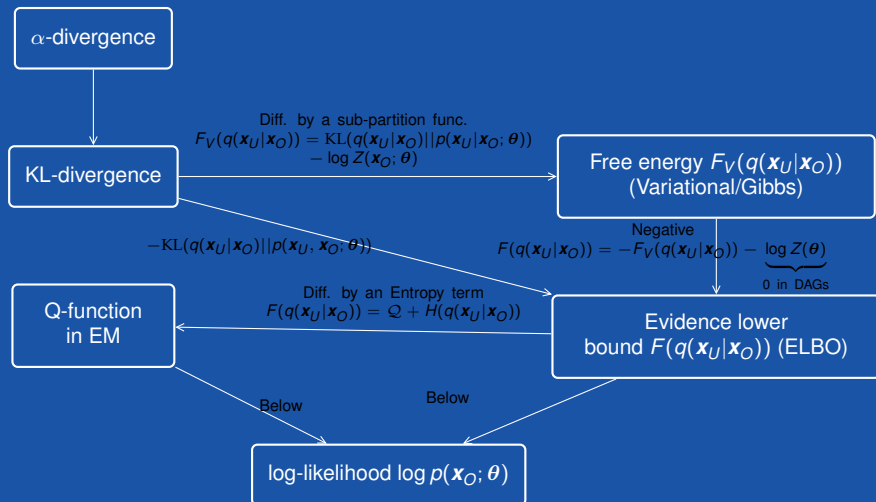 α-divergence
Diff. by a sub-partition func.
F_V(q(x_U|x_O)) = KL(q(x_U|x_O)||p(x_U|x_O; θ))
− log Z(x_O; θ)
KL-divergence
Free energy F_V(q(x_U|x_O))
(Variational/Gibbs)
Negative
−KL(q(x_U|x_O)||p(x_U, x_O; θ))
F(q(x_U|x_O)) = −F_V(q(x_U|x_O)) − log Z(θ)
0 in DAGs
Q-function
in EM
Diff. by an Entropy term
F(q(x_U|x_O)) = 𝒬 + H(q(x_U|x_O))
Evidence lower
bound F(q(x_U|x_O)) (ELBO)
Below
Below
log-likelihood log p(x_O; θ)